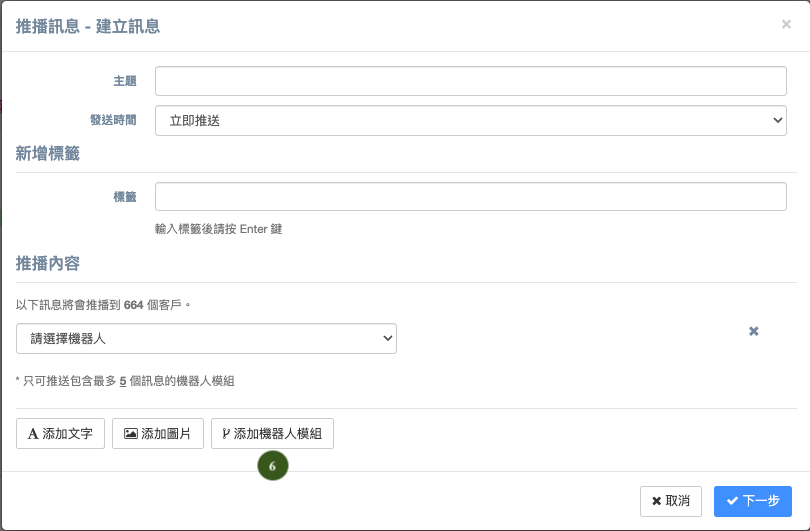 推播訊息 - 建立訊息
×
主題
發送時間
立即推送
新增標籤
標籤
輸入標籤後請按 Enter 鍵
推播內容
以下訊息將會推播到 664 個客戶。
請選擇機器人
* 只可推送包含最多 5 個訊息的機器人模組
A 添加文字
添加圖片
添加機器人模組
6
取消
下一步